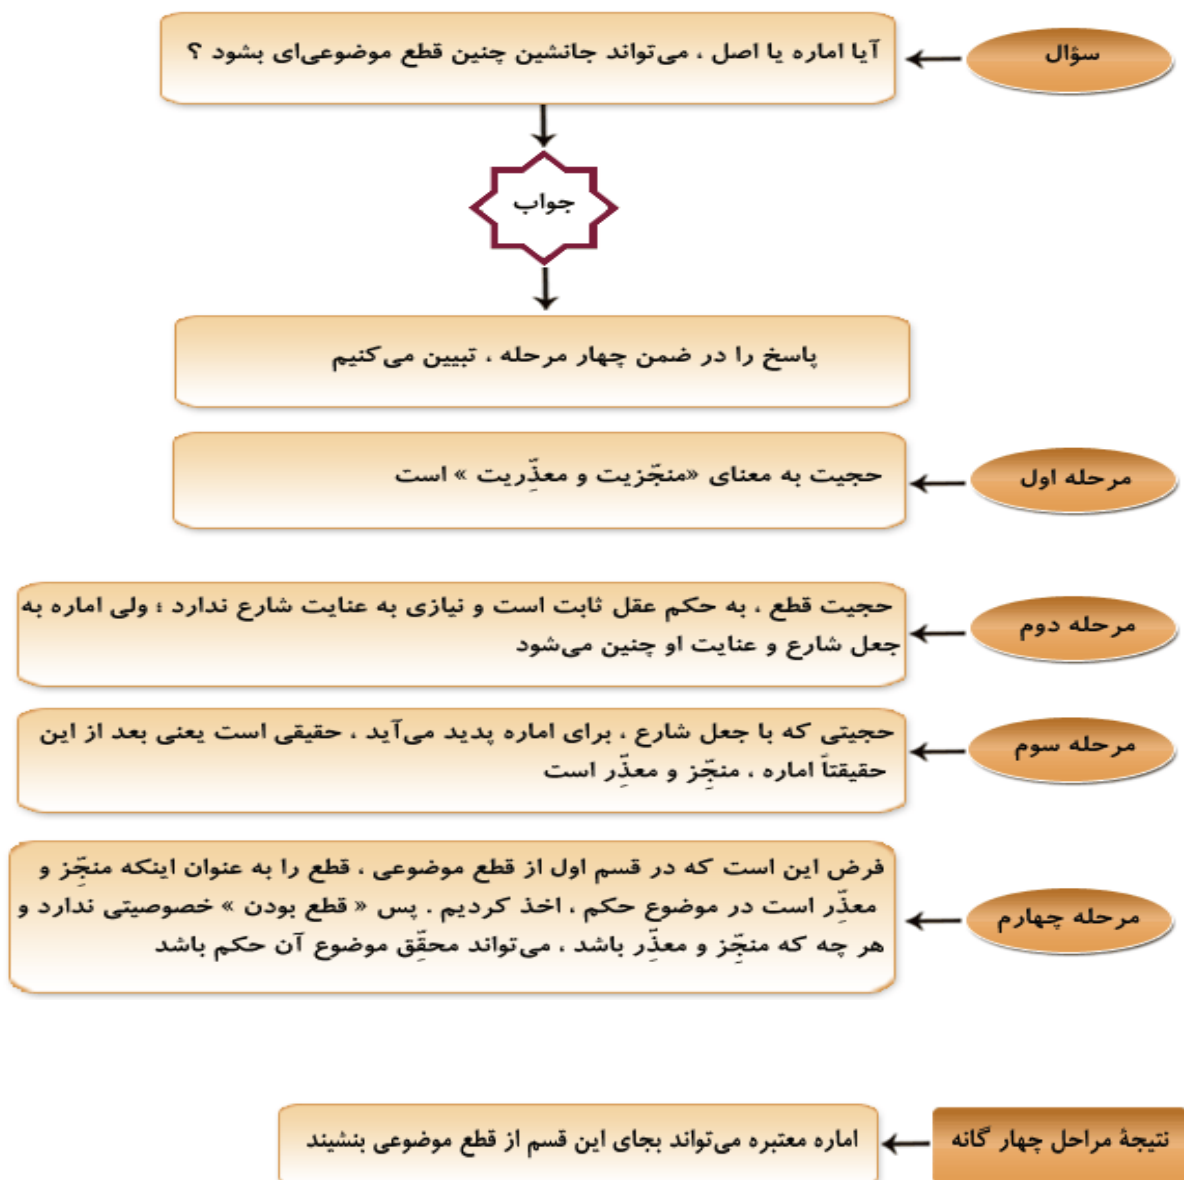 سؤال
آیا اماره یا اصل ، می‌تواند جانشین چنین قطع موضوعی‌ای بشود ؟
جواب
پاسخ را در ضمن چهار مرحله ، تبیین می‌کنیم
مرحله اول
حجیت به معنای «منجّزیت و معذّریت » است
مرحله دوم
حجیت قطع ، به حکم عقل ثابت است و نیازی به عنایت شارع ندارد ؛ ولی اماره به
جعل شارع و عنایت او چنین می‌شود
مرحله سوم
حجیتی که با جعل شارع ، برای اماره پدید می‌آید ، حقیقی است یعنی بعد از این
حقیقتاً اماره ، منجِّز و معذِّر است
مرحله چهارم
فرض این است که در قسم اول از قطع موضوعی ، قطع را به عنوان اینکه منجِّز و
معذِّر است در موضوع حکم ، اخذ کردیم . پس « قطع بودن » خصوصیتی ندارد و
هر چه که منجِّز و معذِّر باشد ، می‌تواند محقِّق موضوع آن حکم باشد
نتیجۀ مراحل چهار گانه
اماره معتبره می‌تواند بجای این قسم از قطع موضوعی بنشیند